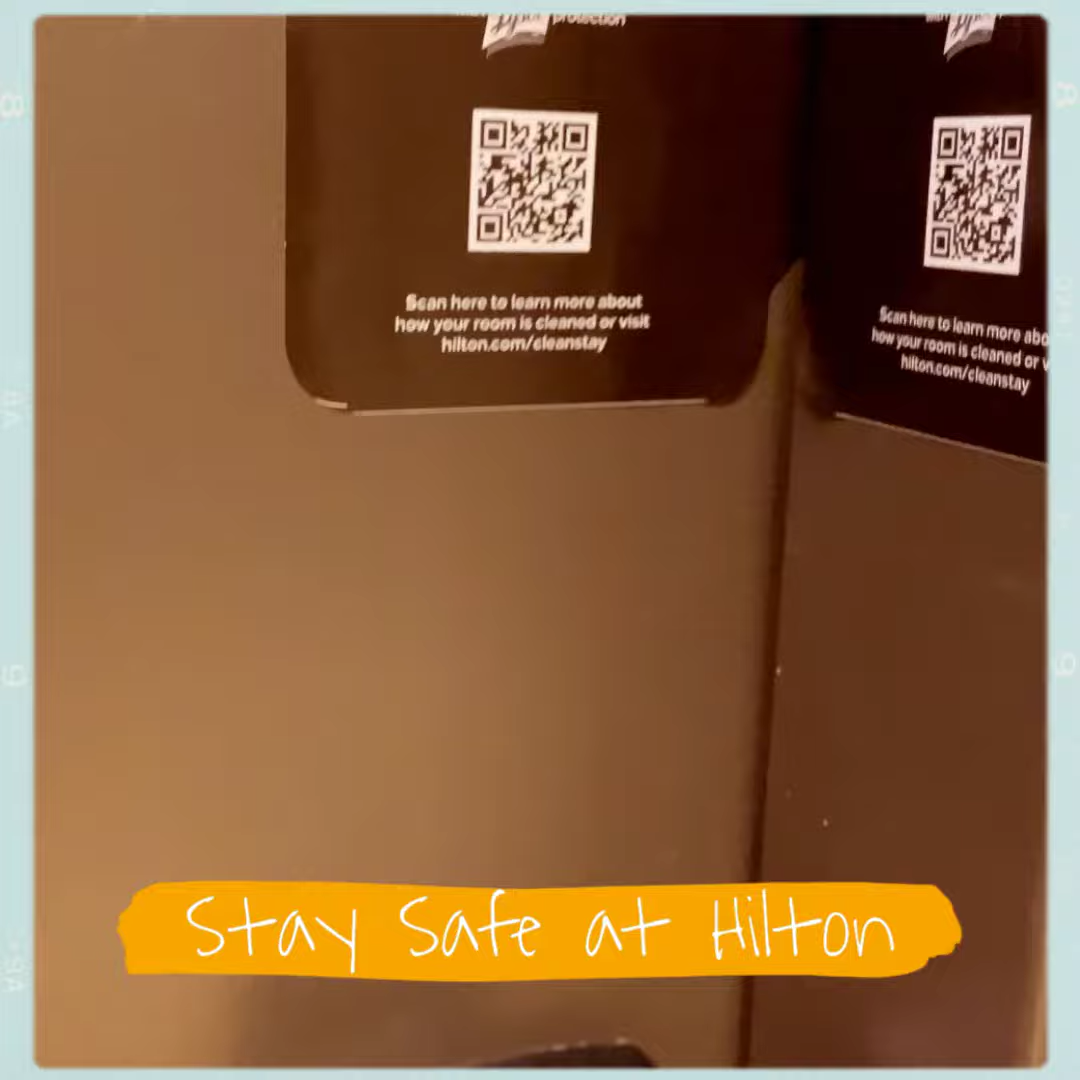 protection
Scan here to learn more about
how your room is cleaned or visit
hilton.com/cleanstay
Scan here to learn more abo
how your room is cleaned or v
hilton.com/cleanstay
Stay Safe at Hilton